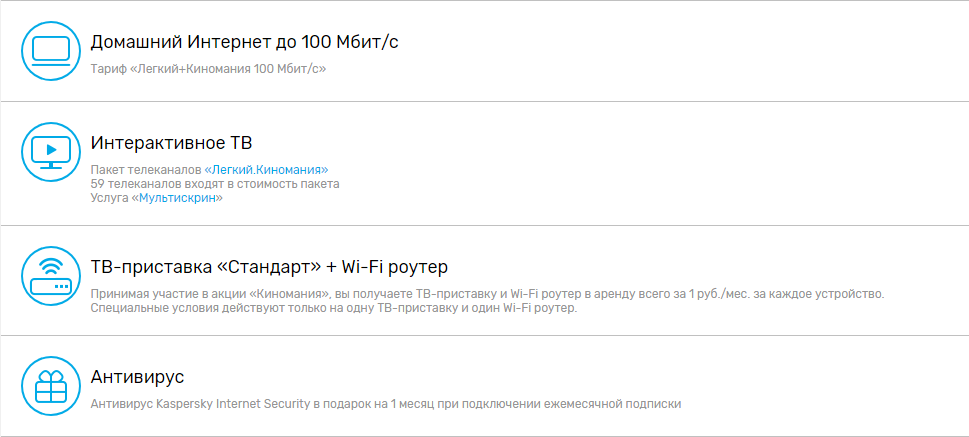 Домашний Интернет до 100 Мбит/с
Тариф «Легкий+Киномания 100 Мбит/с»
Интерактивное ТВ
Пакет телеканалов «Легкий.Киномания»
59 телеканалов входят в стоимость пакета
Услуга «Мультискрин»
ТВ-приставка «Стандарт» + Wi-Fi роутер
Принимая участие в акции «Киномания», вы получаете ТВ-приставку и Wi-Fi роутер в аренду всего за 1 руб./мес. за каждое устройство.
Специальные условия действуют только на одну ТВ-приставку и один Wi-Fi роутер.
Антивирус
Антивирус Kaspersky Internet Security в подарок на 1 месяц при подключении ежемесячной подписки